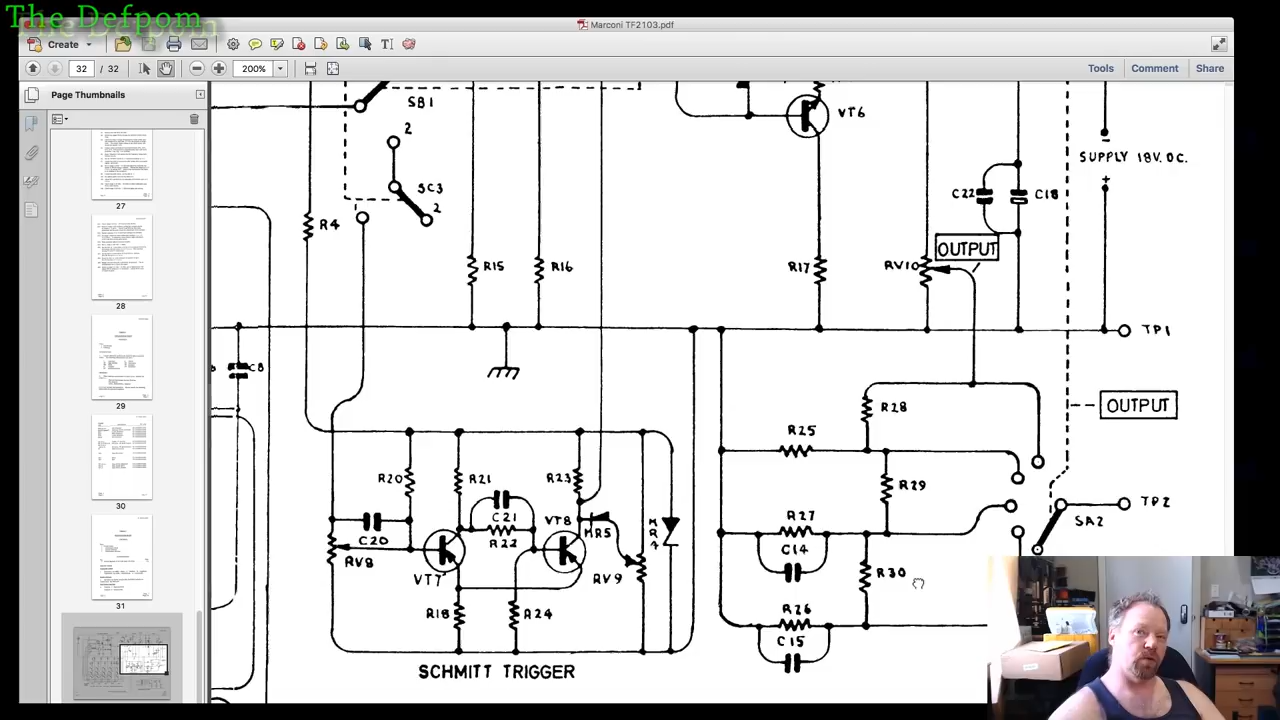 The Defpom
Marconi TF2103.pdf
Create
32 / 32
200%
Tools
Comment
Share
Page Thumbnails
27
28
29
30
31
SB1
2
SC3
2
R4
R15
R16
VT6
SUPPLY 18V. DC.
-
+
C22
C18
OUTPUT
R17
RV10
TP1
C8
OUTPUT
R28
R25
R20
R21
R23
R29
C21
VT8
C20
R22
MR5
MR4
R27
TP2
SA2
RV8
C14
VT7
RV9
R30
R18
R24
R26
C15
SCHMITT TRIGGER